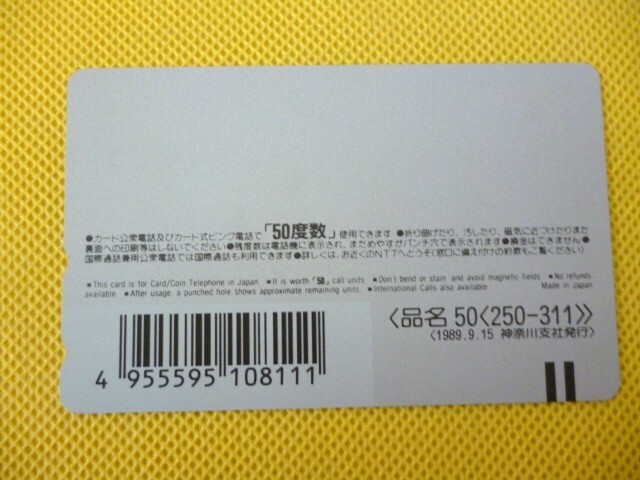 ●カード公衆電話及びカード式ピンク電話で「50度数」使用できます ●折り曲げたり、汚したり、磁気に近づけたりまた
裏面への印刷等はしないでください●残度数は電話機に表示され、まためやすがパンチ穴で表示されます●換金はできません●
国際通話兼用公衆電話では国際通話も利用できます●詳しくは、お近くのNTTへどうぞ(窓口に備え付けの約款もご覧ください)
●This card is for Card/Coin Telephone in Japan ●It is worth「50」call units ●Don't bend or stain and avoid magnetic fields ●No refunds
available ●After usage, a punched hole shows approximate remaining units. ●International Calls also available Made in Japan
〈品名 50〈250-311〉〉
〈1989.9.15 神奈川支社発行〉
4 955595 108111